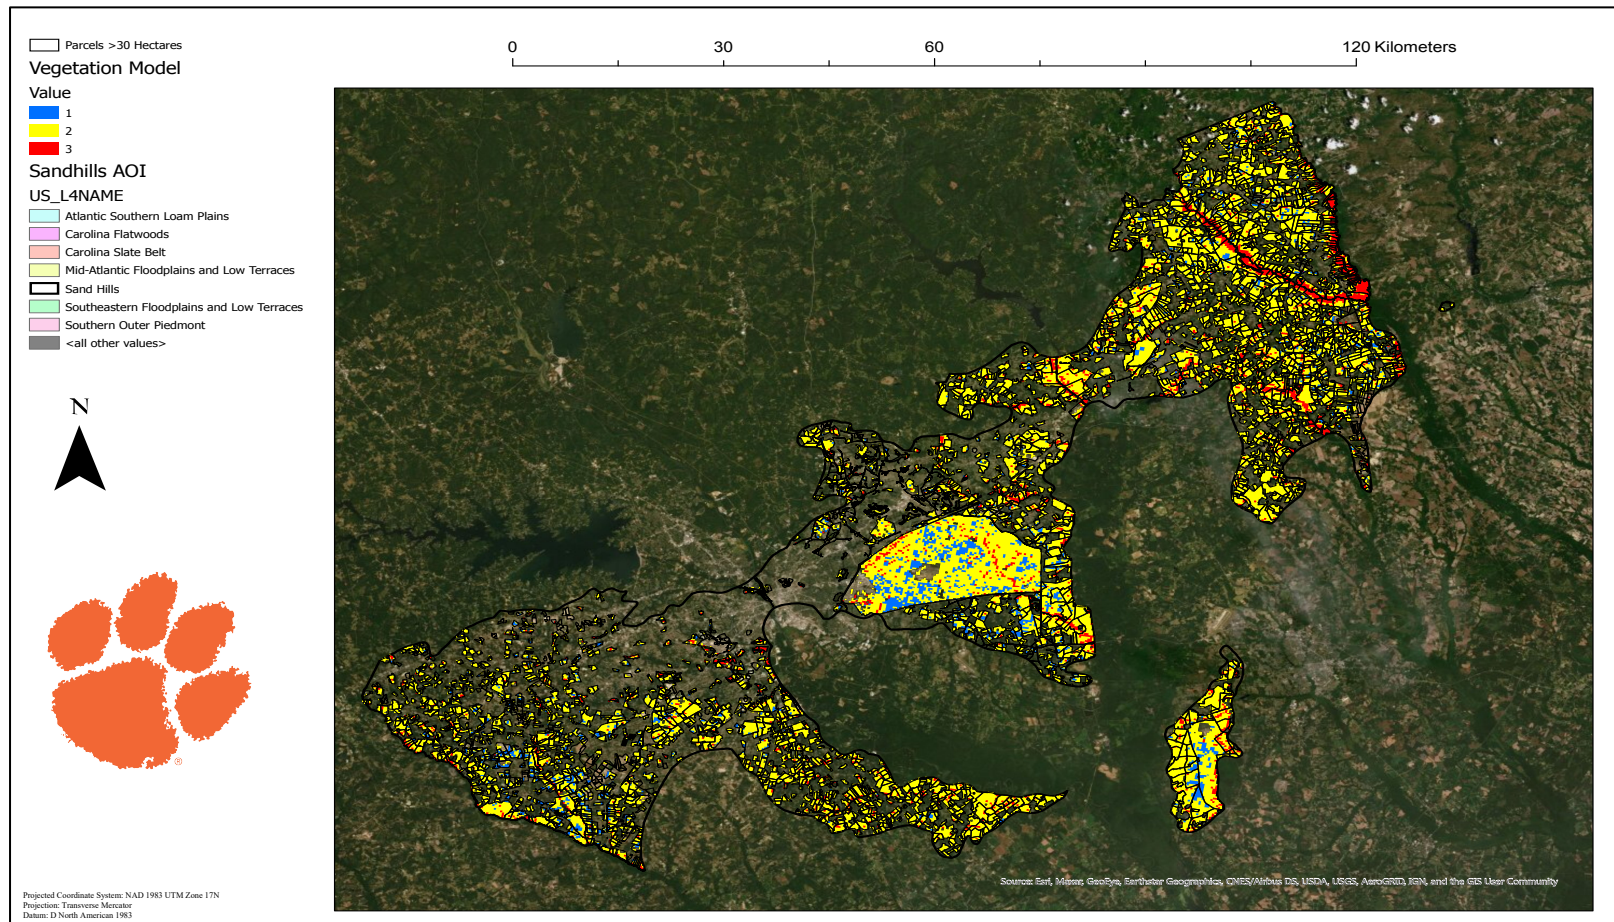 Parcels >30 Hectares
Vegetation Model
Value
1
2
3
Sandhills AOI
US_L4NAME
Atlantic Southern Loam Plains
Carolina Flatwoods
Carolina Slate Belt
Mid-Atlantic Floodplains and Low Terraces
Sand Hills
Southeastern Floodplains and Low Terraces
Southern Outer Piedmont
<all other values>
0 30 60 120 Kilometers
N
®
Source: Esri, Maxar, GeoEye, Earthstar Geographics, CNES/Airbus DS, USDA, USGS, AeroGRID, IGN, and the GIS User Community
Projected Coordinate System: NAD 1983 UTM Zone 17N
Projection: Transverse Mercator
Datum: D North American 1983